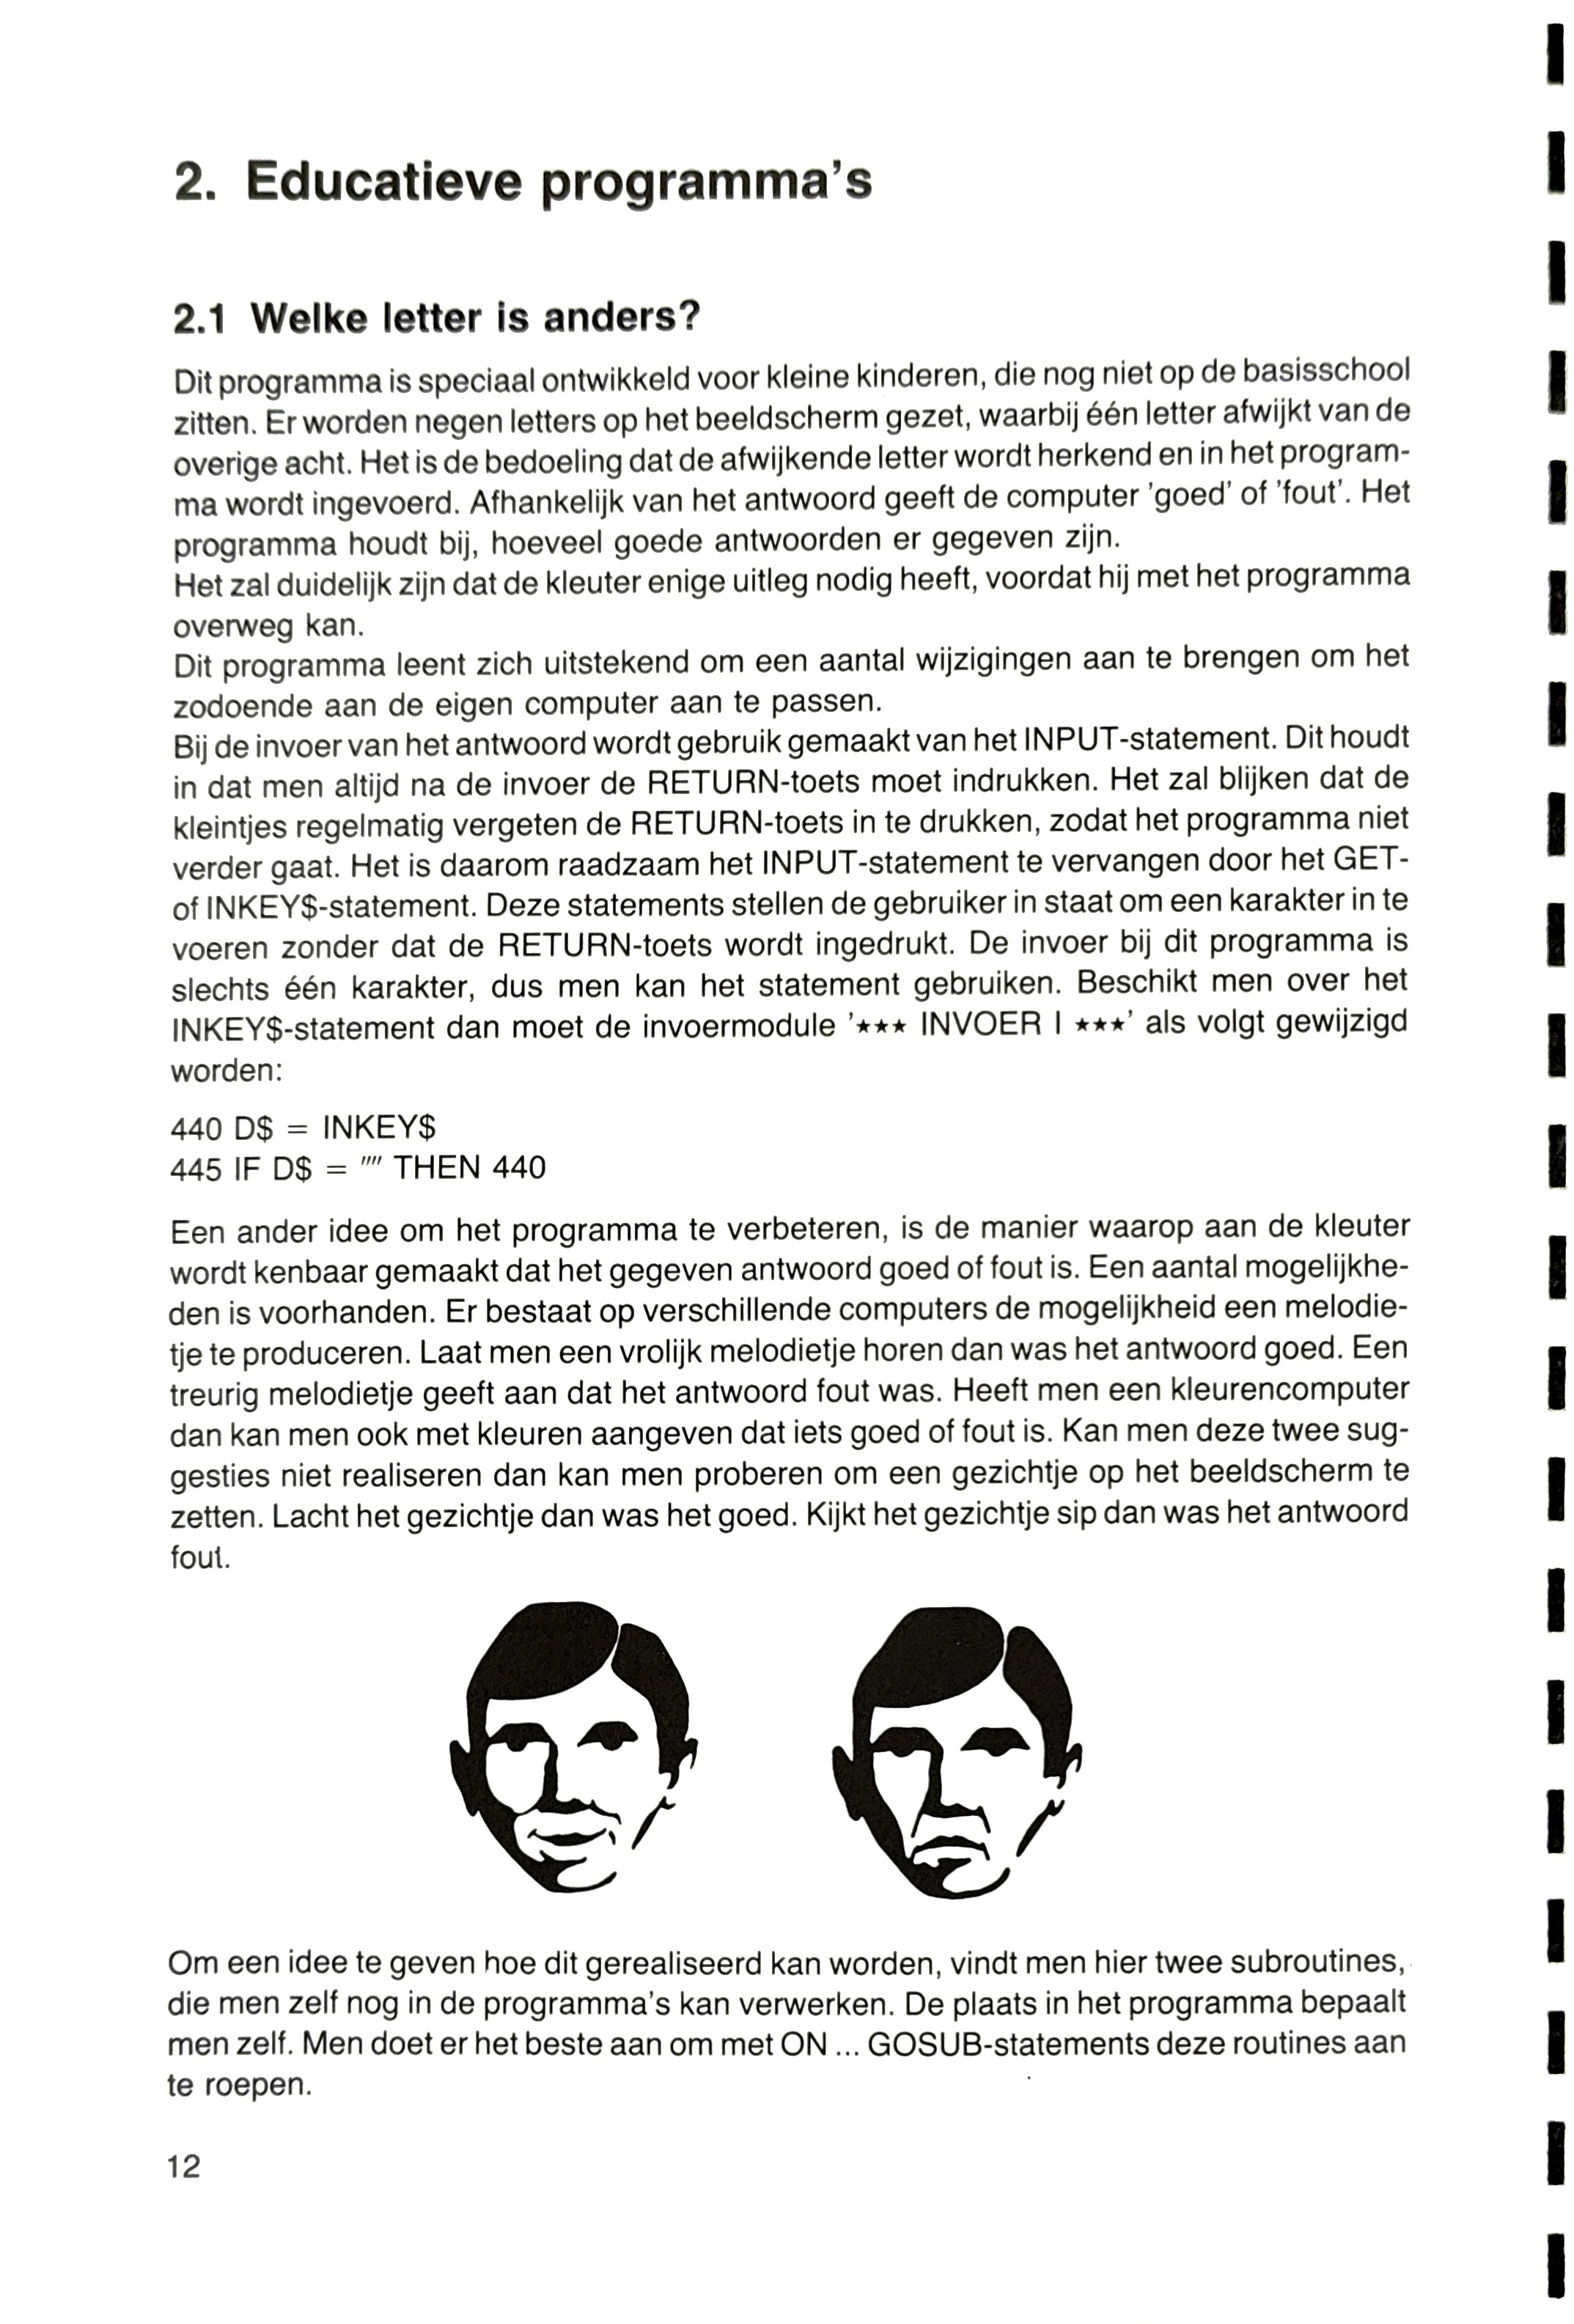 2. Educatieve programma's
2.1 Welke letter is anders?
Dit programma is speciaal ontwikkeld voor kleine kinderen, die nog niet op de basisschool
zitten. Er worden negen letters op het beeldscherm gezet, waarbij één letter afwijkt van de
overige acht. Het is de bedoeling dat de afwijkende letter wordt herkend en in het program-
ma wordt ingevoerd. Afhankelijk van het antwoord geeft de computer 'goed' of 'fout'. Het
programma houdt bij, hoeveel goede antwoorden er gegeven zijn.
Het zal duidelijk zijn dat de kleuter enige uitleg nodig heeft, voordat hij met het programma
overweg kan.
Dit programma leent zich uitstekend om een aantal wijzigingen aan te brengen om het
zodoende aan de eigen computer aan te passen.
Bij de invoer van het antwoord wordt gebruik gemaakt van het INPUT-statement. Dit houdt
in dat men altijd na de invoer de RETURN-toets moet indrukken. Het zal blijken dat de
kleintjes regelmatig vergeten de RETURN-toets in te drukken, zodat het programma niet
verder gaat. Het is daarom raadzaam het INPUT-statement te vervangen door het GET-
of INKEY$-statement. Deze statements stellen de gebruiker in staat om een karakter in te
voeren zonder dat de RETURN-toets wordt ingedrukt. De invoer bij dit programma is
slechts één karakter, dus men kan het statement gebruiken. Beschikt men over het
INKEY$-statement dan moet de invoermodule '★★★ INVOER I ★★★' als volgt gewijzigd
worden:
440 D$ = INKEY$
445 IF D$ = "" THEN 440
Een ander idee om het programma te verbeteren, is de manier waarop aan de kleuter
wordt kenbaar gemaakt dat het gegeven antwoord goed of fout is. Een aantal mogelijkhe-
den is voorhanden. Er bestaat op verschillende computers de mogelijkheid een melodie-
tje te produceren. Laat men een vrolijk melodietje horen dan was het antwoord goed. Een
treurig melodietje geeft aan dat het antwoord fout was. Heeft men een kleurencomputer
dan kan men ook met kleuren aangeven dat iets goed of fout is. Kan men deze twee sug-
gesties niet realiseren dan kan men proberen om een gezichtje op het beeldscherm te
zetten. Lacht het gezichtje dan was het goed. Kijkt het gezichtje sip dan was het antwoord
fout.
Om een idee te geven hoe dit gerealiseerd kan worden, vindt men hier twee subroutines,
die men zelf nog in de programma's kan verwerken. De plaats in het programma bepaalt
men zelf. Men doet er het beste aan om met ON ... GOSUB-statements deze routines aan
te roepen.
12